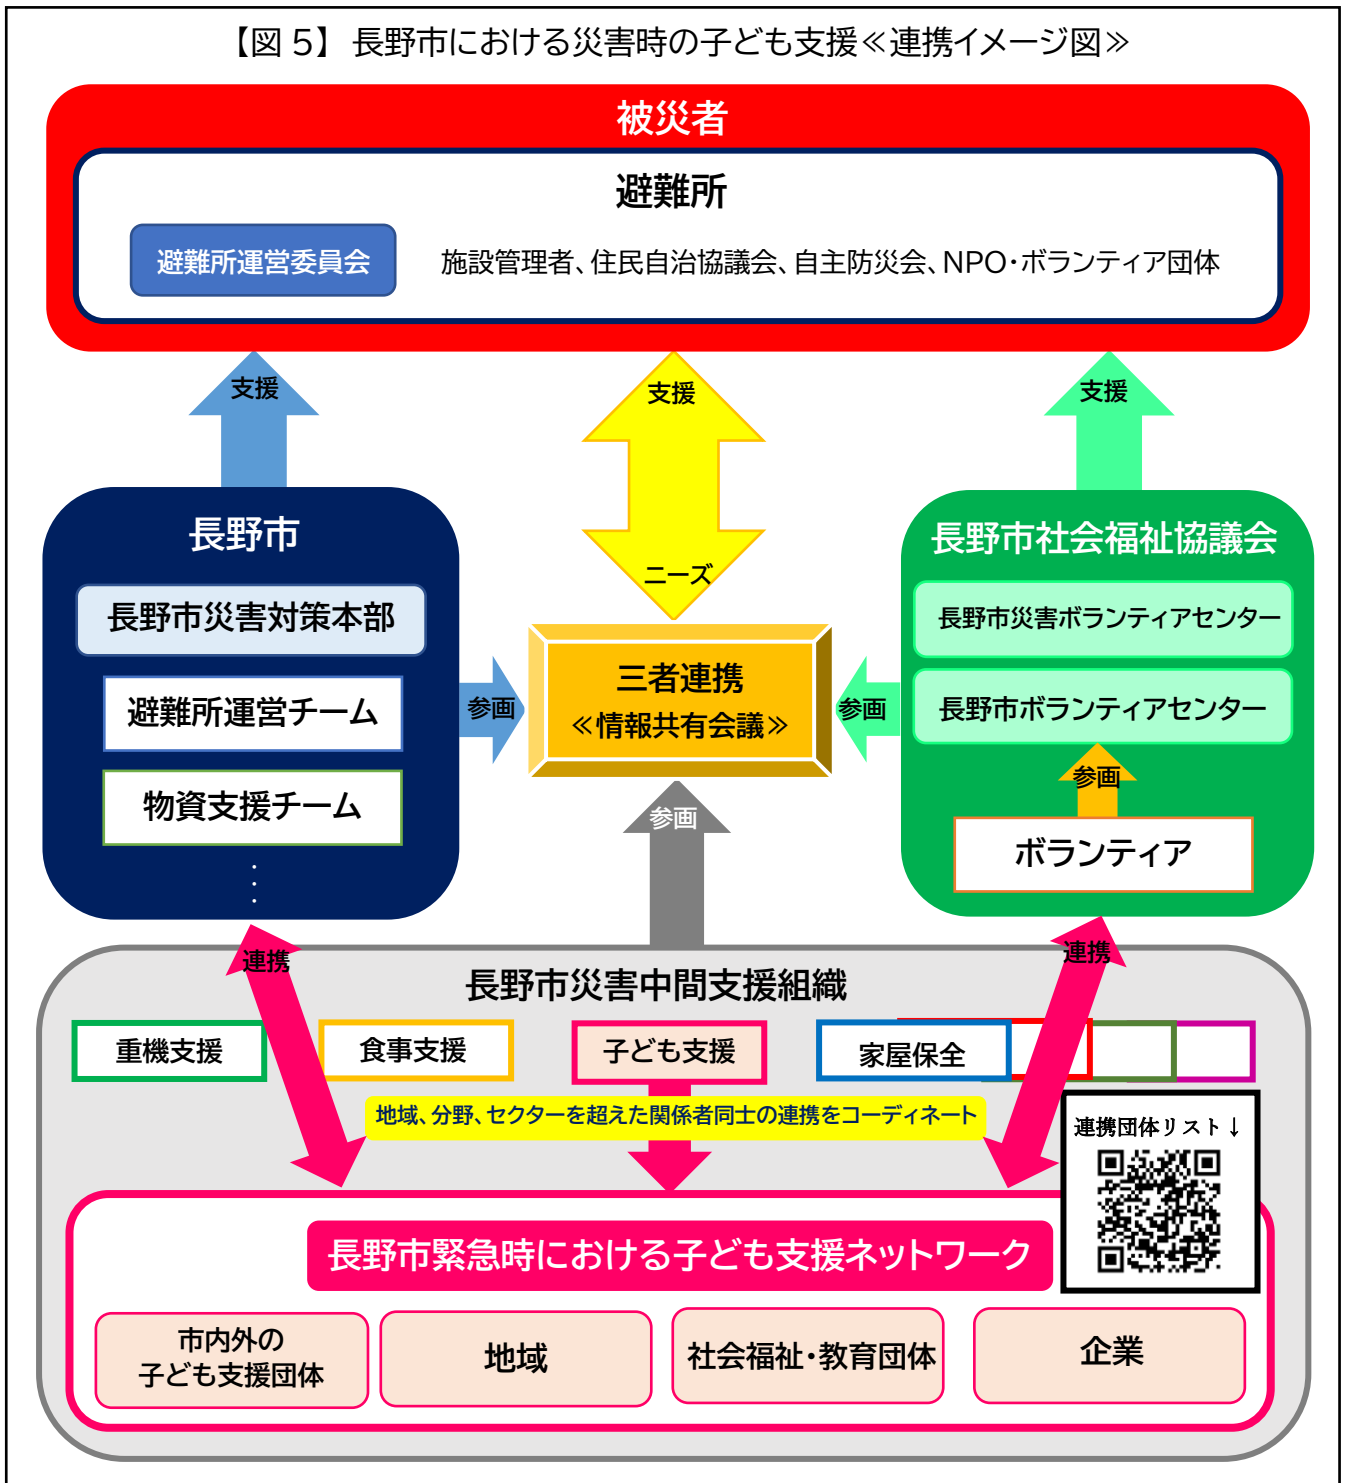 【図 5】 長野市における災害時の子ども支援≪連携イメージ図≫
被災者
避難所
避難所運営委員会
施設管理者、住民自治協議会、自主防災会、NPO・ボランティア団体
支援
支援
支援
ニーズ
長野市
長野市災害対策本部
避難所運営チーム
物資支援チーム
⋮
参画
三者連携
≪情報共有会議≫
参画
長野市社会福祉協議会
長野市災害ボランティアセンター
長野市ボランティアセンター
参画
ボランティア
参画
連携
連携
長野市災害中間支援組織
重機支援
食事支援
子ども支援
家屋保全
地域、分野、セクターを超えた関係者同士の連携をコーディネート
連携団体リスト↓
長野市緊急時における子ども支援ネットワーク
市内外の
子ども支援団体
地域
社会福祉・教育団体
企業